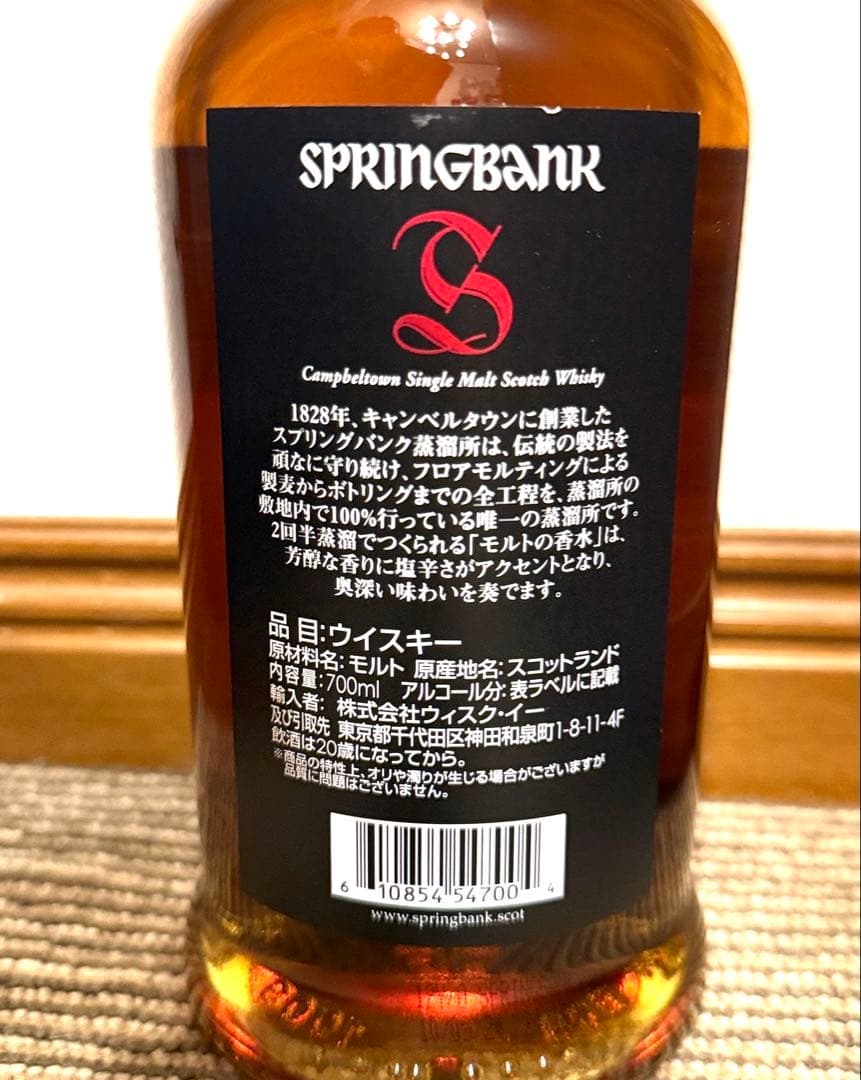 SPRINGBANK
S
Campbeltown Single Malt Scotch Whisky
1828年、キャンベルタウンに創業した
スプリングバンク蒸溜所は、伝統の製法を
頑なに守り続け、フロアモルティングによる
製麦からボトリングまでの全工程を、蒸溜所の
敷地内で100%行っている唯一の蒸溜所です。
2回半蒸溜でつくられる「モルトの香水」は、
芳醇な香りに塩辛さがアクセントとなり、
奥深い味わいを奏でます。
品 目:ウイスキー
原材料名:モルト 原産地名:スコットランド
内容量:700ml アルコール分:表ラベルに記載
輸入者: 株式会社ウィスク・イー
及び引取先 東京都千代田区神田和泉町1-8-11-4F
飲酒は20歳になってから。
※商品の特性上、オリや濁りが生じる場合がございますが
品質に問題はございません。
6 10854 54700 4
www.springbank.scot